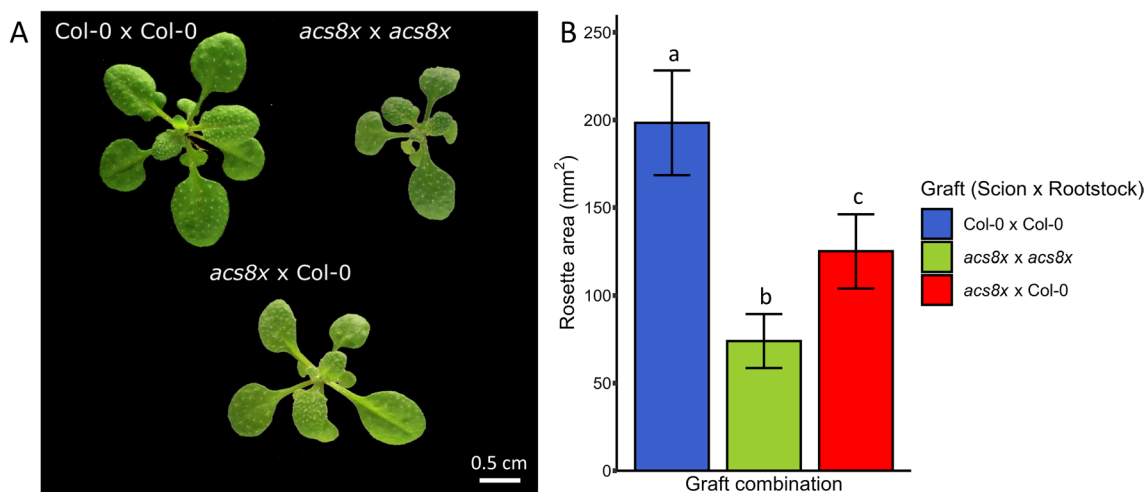 A
Col-0 x Col-0
acs8x x acs8x
acs8x x Col-0
0.5 cm
B
Rosette area (mm²)
250
200
150
100
50
0
a
b
c
Graft combination
Graft (Scion x Rootstock)
Col-0 x Col-0
acs8x x acs8x
acs8x x Col-0